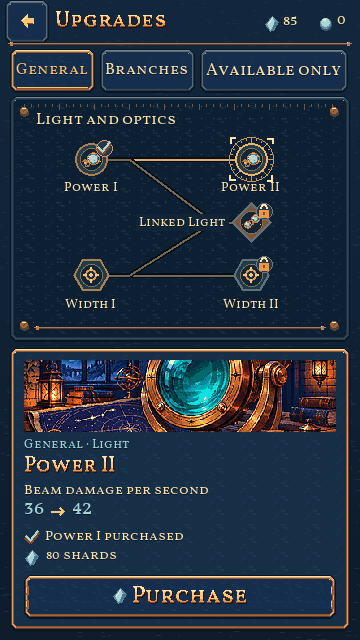 Upgrades
85
0
General
Branches
Available only
Light and optics
Power I
Power II
Linked Light
Width I
Width II
General · Light
Power II
Beam damage per second
36 → 42
Power I purchased
80 shards
Purchase